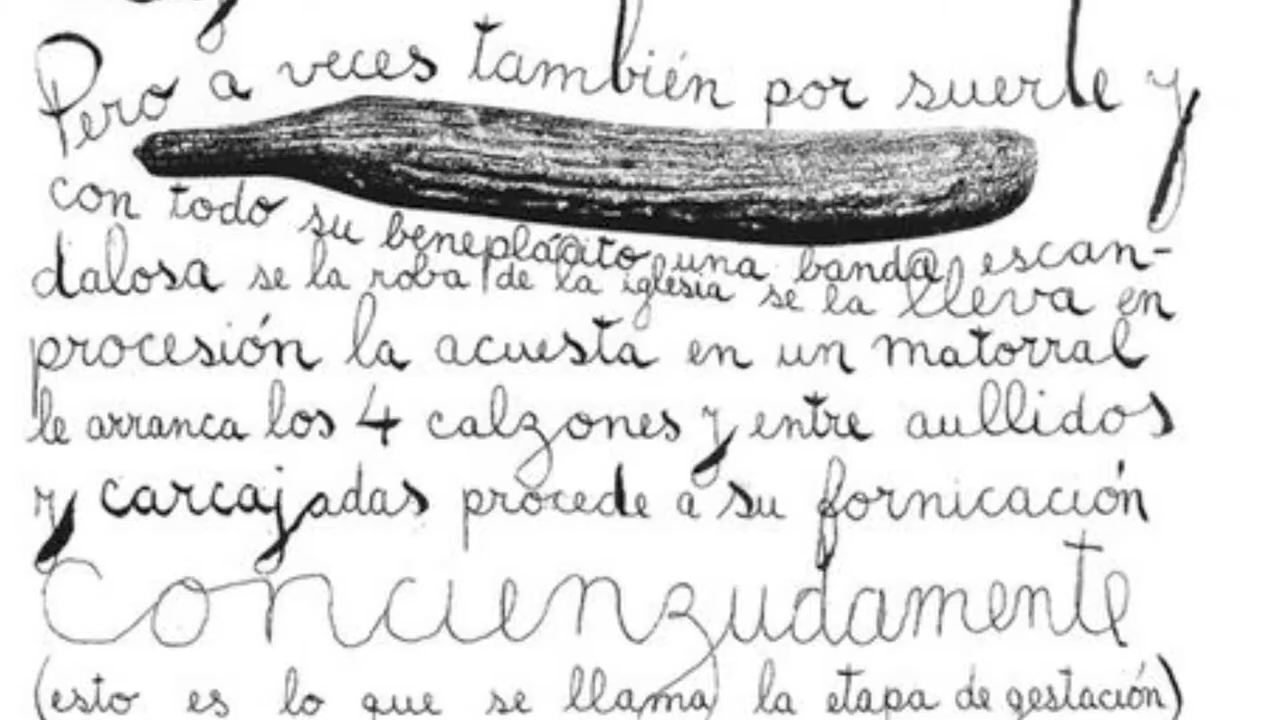 Pero a veces también por suerte y
con todo su beneplácito una banda escan-
dalosa se la roba de la iglesia se la lleva en
procesión la acuesta en un matorral
le arranca los 4 calzones y entre aullidos
y carcajadas procede a su fornicación
concienzudamente
(esto es lo que se llama la etapa de gestación)